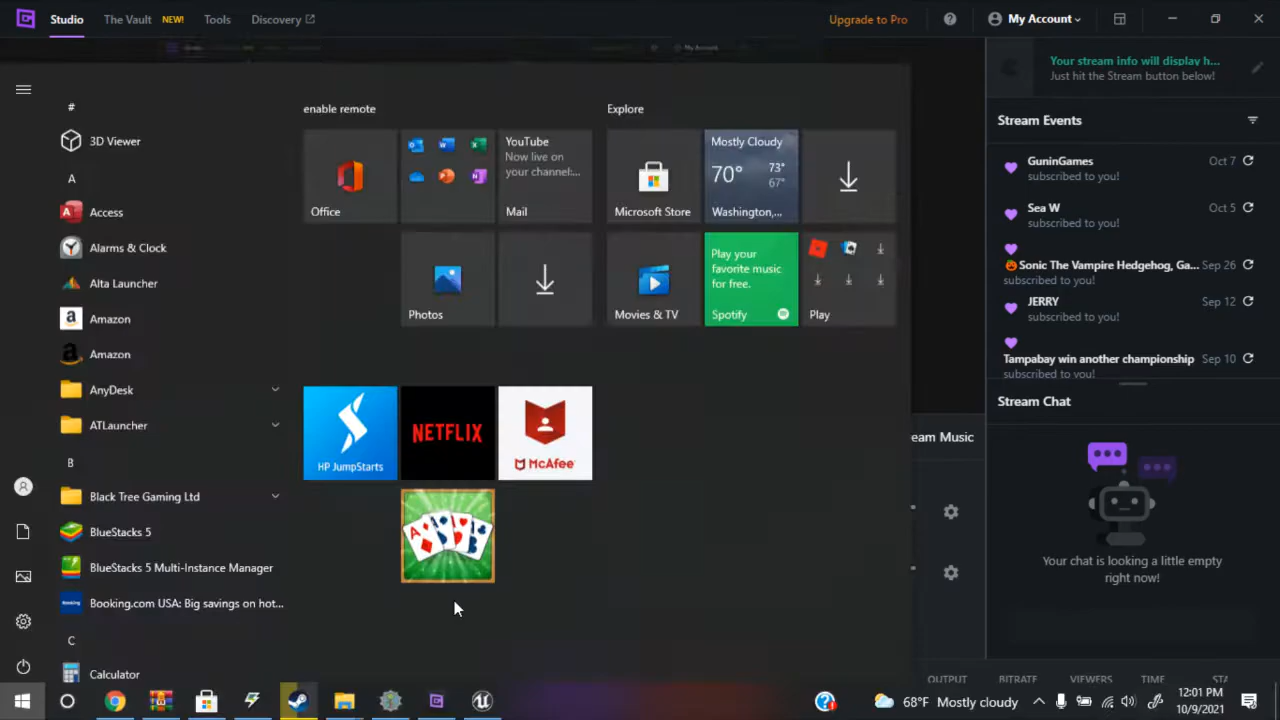 Studio
The Vault NEW!
Tools
Discovery
Upgrade to Pro
My Account
Your stream info will display h...
Just hit the Stream button below!
Stream Events
GuninGames Oct 7
subscribed to you!
Sea W Oct 5
subscribed to you!
🎃Sonic The Vampire Hedgehog, Ga... Sep 26
subscribed to you!
JERRY Sep 12
subscribed to you!
Tampabay win another championship Sep 10
subscribed to you!
Stream Chat
Your chat is looking a little empty
right now!
eam Music
OUTPUT BITRATE VIEWERS TIME STA
#
3D Viewer
A
Access
Alarms & Clock
Alta Launcher
Amazon
Amazon
AnyDesk
ATLauncher
B
Black Tree Gaming Ltd
BlueStacks 5
BlueStacks 5 Multi-Instance Manager
Booking.com USA: Big savings on hot...
C
Calculator
enable remote
Office
YouTube
Now live on
your channel:...
Mail
Photos
HP JumpStarts
NETFLIX
McAfee
Explore
Microsoft Store
Mostly Cloudy
70° 73°
67°
Washington,...
Movies & TV
Play your
favorite music
for free.
Spotify
Play
68°F Mostly cloudy
12:01 PM
10/9/2021